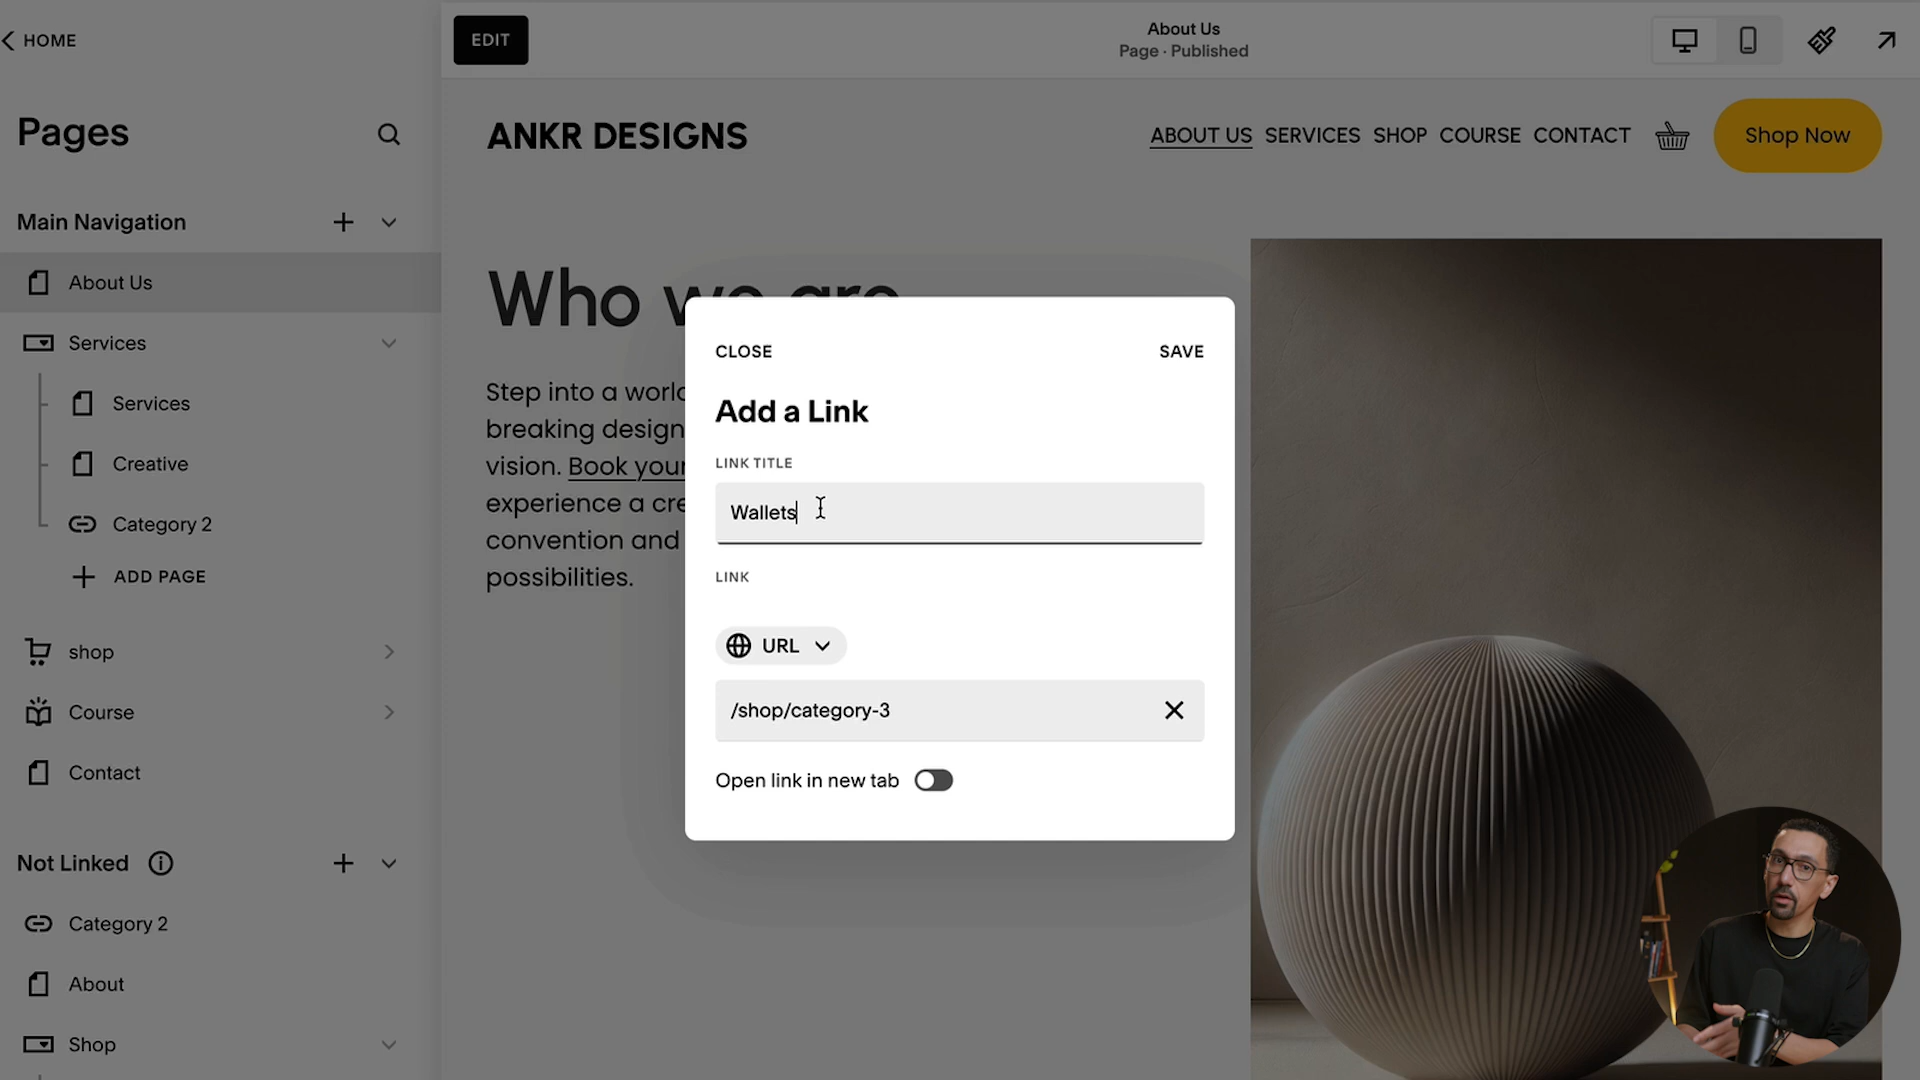 HOME
EDIT
About Us
Page · Published
Pages
ANKR DESIGNS
ABOUT US SERVICES SHOP COURSE CONTACT
Shop Now
Main Navigation
About Us
Services
Services
Creative
Category 2
ADD PAGE
shop
Course
Contact
Not Linked
Category 2
About
Shop
Who we are
Step into a world
breaking design
vision. Book your
experience a cre
convention and
possibilities.
CLOSE
SAVE
Add a Link
LINK TITLE
Wallets
LINK
URL
/shop/category-3
Open link in new tab